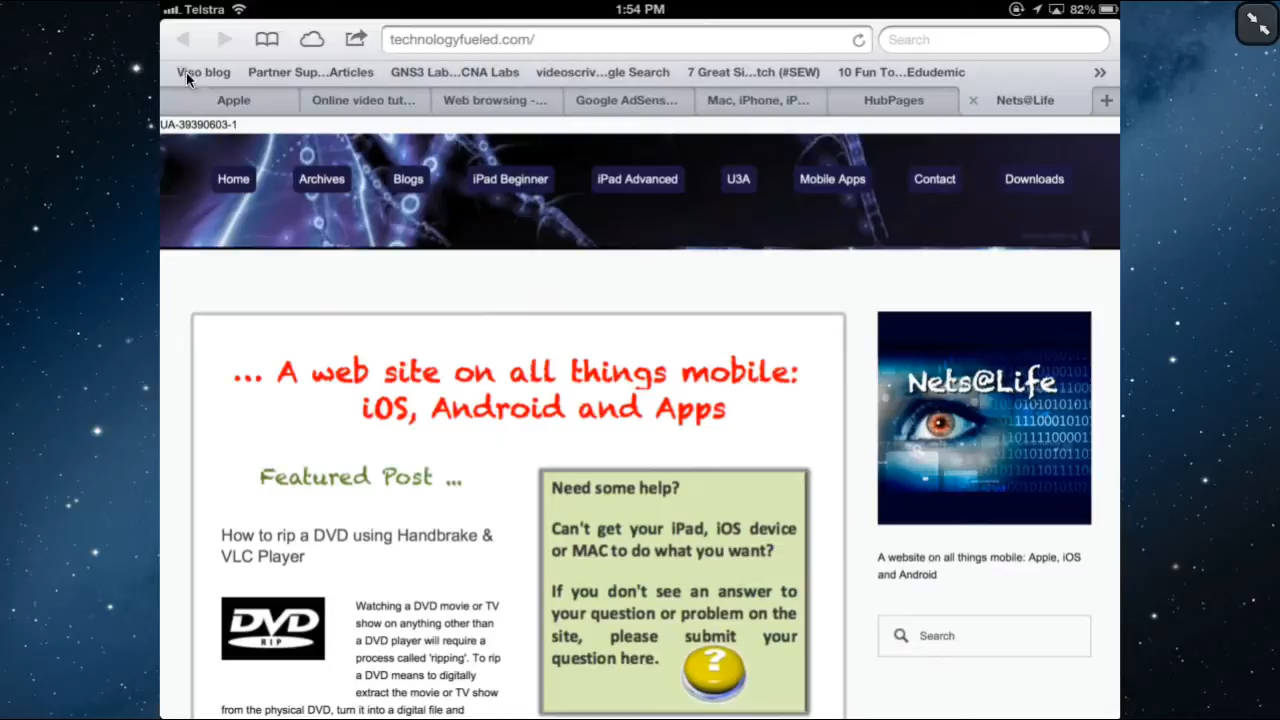 Telstra 1:54 PM 82%
technologyfueled.com/ Search
Viso blog Partner Sup...Articles GNS3 Lab...CNA Labs videoscriv...gle Search 7 Great Si...tch (#SEW) 10 Fun To...Edudemic
Apple Online video tut... Web browsing -... Google AdSens... Mac, iPhone, iP... HubPages Nets@Life
UA-39390603-1
Home Archives Blogs iPad Beginner iPad Advanced U3A Mobile Apps Contact Downloads
... A web site on all things mobile:
iOS, Android and Apps
Featured Post ...
How to rip a DVD using Handbrake &
VLC Player
DVD
RIP
Watching a DVD movie or TV
show on anything other than
a DVD player will require a
process called 'ripping'. To rip
a DVD means to digitally
extract the movie or TV show
from the physical DVD, turn it into a digital file and
Need some help?
Can't get your iPad, iOS device
or MAC to do what you want?
If you don't see an answer to
your question or problem on the
site, please submit your
question here.
?
Nets@Life
A website on all things mobile: Apple, iOS
and Android
Search